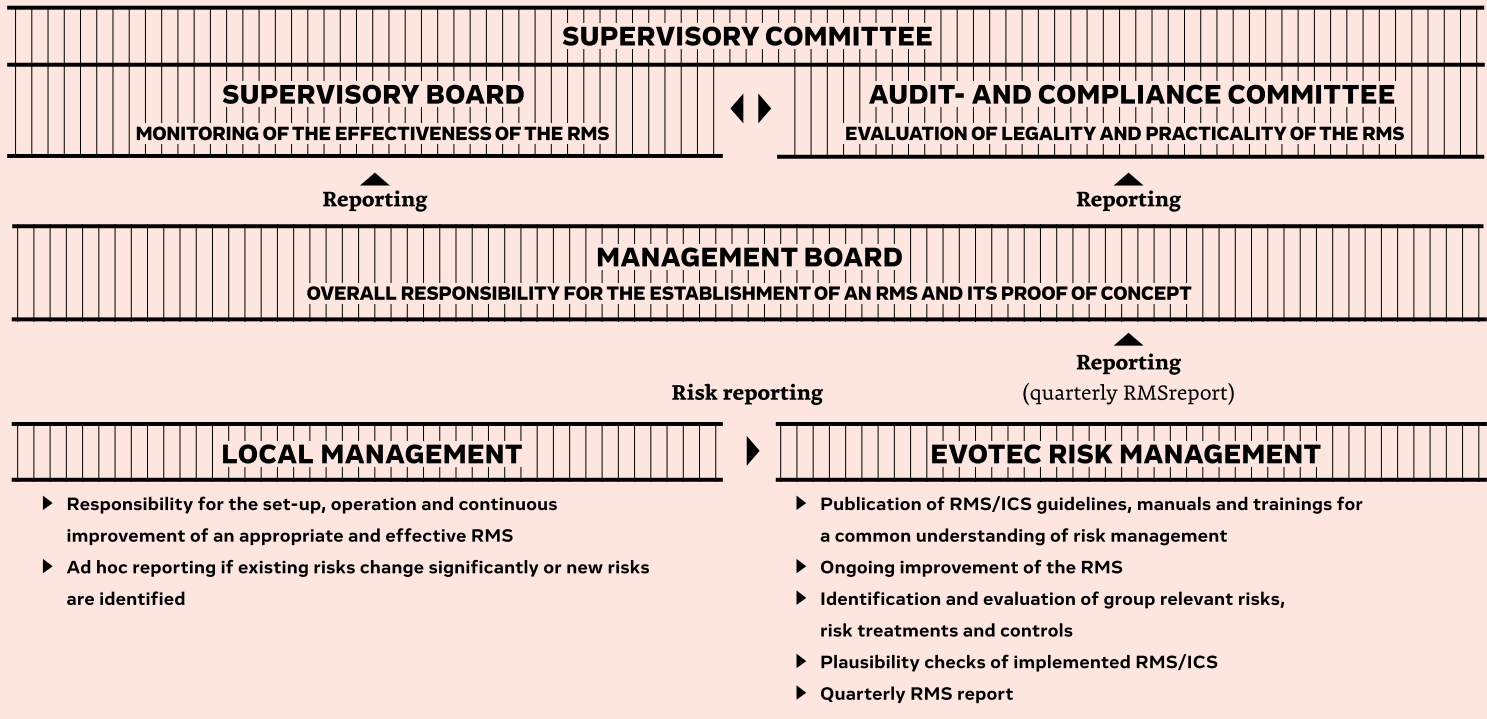 SUPERVISORY COMMITTEE
SUPERVISORY BOARD
MONITORING OF THE EFFECTIVENESS OF THE RMS
AUDIT- AND COMPLIANCE COMMITTEE
EVALUATION OF LEGALITY AND PRACTICALITY OF THE RMS
Reporting
Reporting
MANAGEMENT BOARD
OVERALL RESPONSIBILITY FOR THE ESTABLISHMENT OF AN RMS AND ITS PROOF OF CONCEPT
Reporting
(quarterly RMSreport)
Risk reporting
LOCAL MANAGEMENT
Responsibility for the set-up, operation and continuous
improvement of an appropriate and effective RMS
Ad hoc reporting if existing risks change significantly or new risks
are identified
EVOTEC RISK MANAGEMENT
Publication of RMS/ICS guidelines, manuals and trainings for
a common understanding of risk management
Ongoing improvement of the RMS
Identification and evaluation of group relevant risks,
risk treatments and controls
Plausibility checks of implemented RMS/ICS
Quarterly RMS report